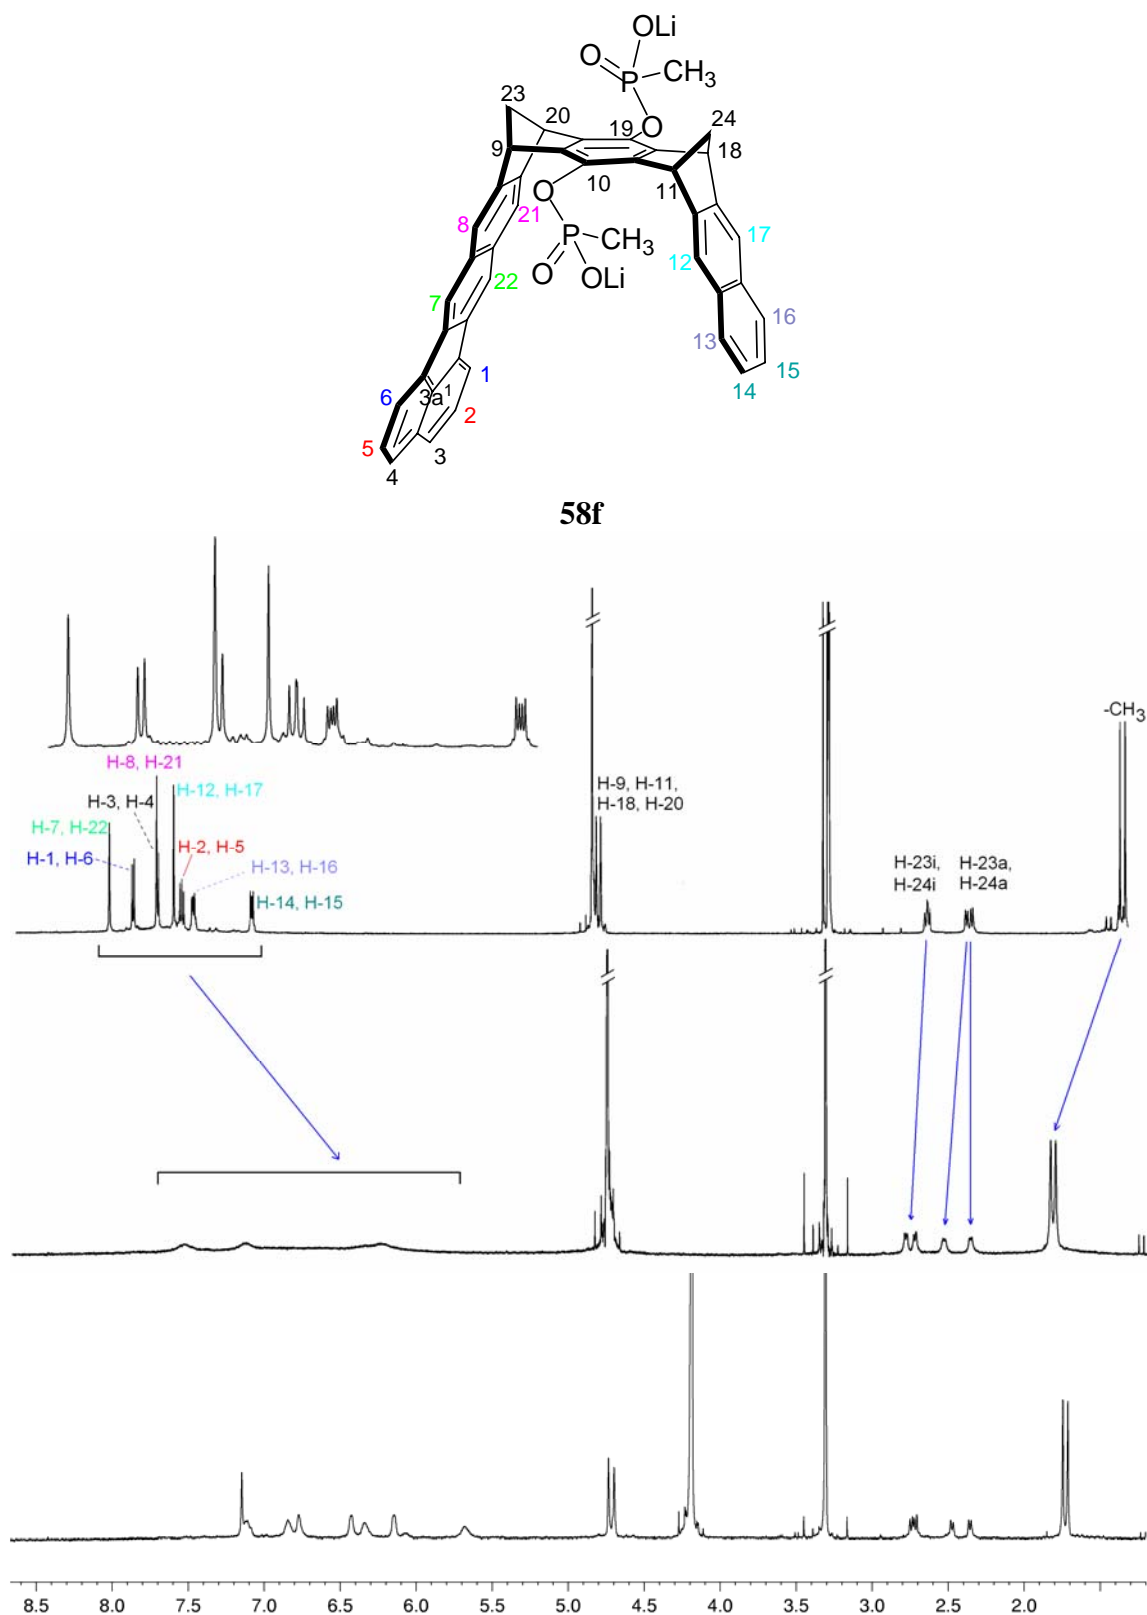 OLi
O
P
CH3
23
20
19
O
24
9
18
10
11
O
8
21
P
CH3
17
12
O
OLi
22
7
16
13
1
15
6
3a1
14
2
5
3
4
58f
-CH3
H-8, H-21
H-9, H-11,
H-12, H-17
H-18, H-20
H-3, H-4
H-7, H-22
H-2, H-5
H-1, H-6
H-13, H-16
H-23i,
H-24i
H-23a,
H-24a
H-14, H-15
8.5 8.0 7.5 7.0 6.5 6.0 5.5 5.0 4.5 4.0 3.5 3.0 2.5 2.0